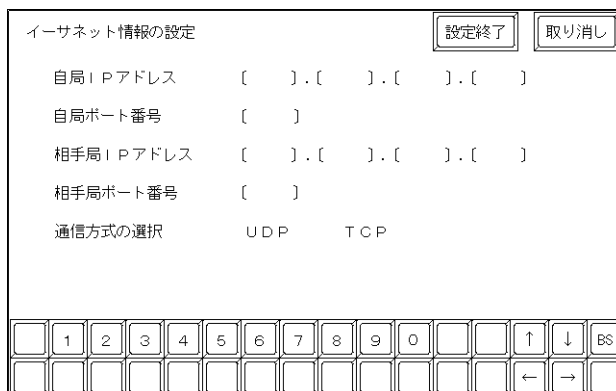 イーサネット情報の設定 設定終了 取り消し
自局ＩＰアドレス 〔　　〕．〔　　〕．〔　　〕．〔　　〕
自局ポート番号 〔　　〕
相手局ＩＰアドレス 〔　　〕．〔　　〕．〔　　〕．〔　　〕
相手局ポート番号 〔　　〕
通信方式の選択 ＵＤＰ ＴＣＰ
1 2 3 4 5 6 7 8 9 0 ↑ ↓ BS
← →